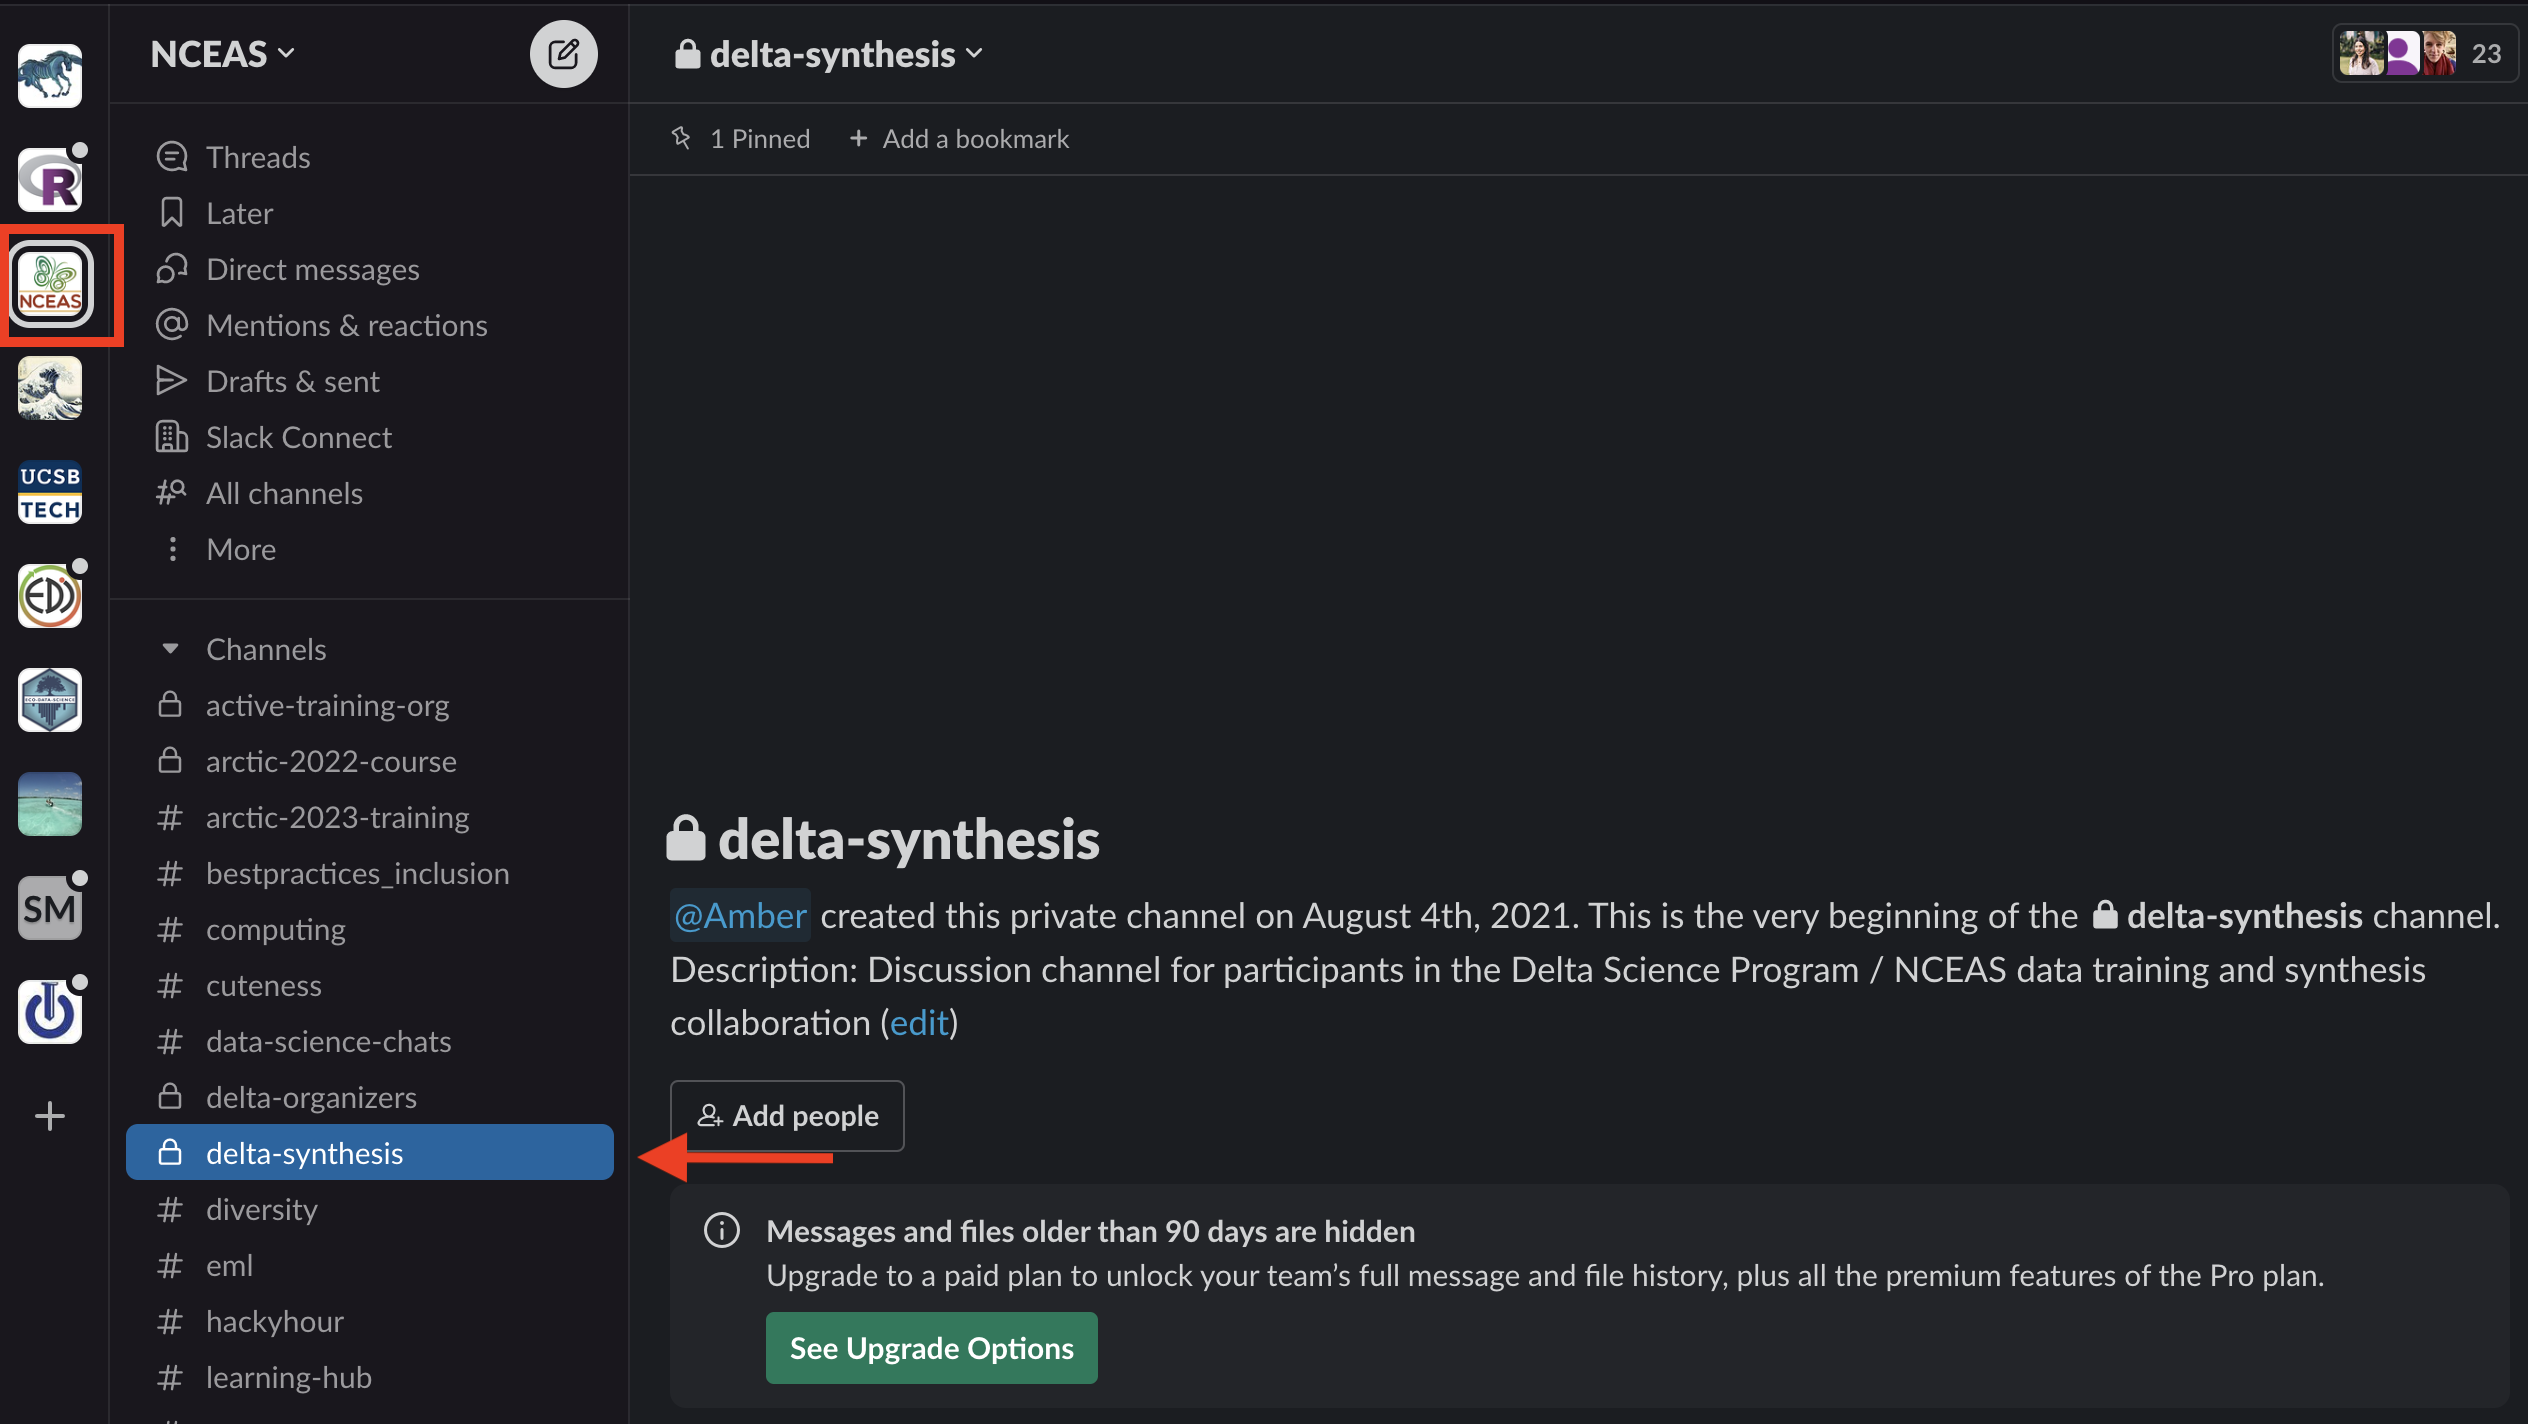 NCEAS
delta-synthesis
23
1 Pinned
+ Add a bookmark
R
NCEAS
UCSB
TECH
EDI
ECO-DATA-SCIENCE
SM
Threads
Later
Direct messages
Mentions & reactions
Drafts & sent
Slack Connect
All channels
More
Channels
active-training-org
arctic-2022-course
# arctic-2023-training
# bestpractices_inclusion
# computing
# cuteness
# data-science-chats
delta-organizers
delta-synthesis
# diversity
# eml
# hackyhour
# learning-hub
delta-synthesis
@Amber created this private channel on August 4th, 2021. This is the very beginning of the delta-synthesis channel.
Description: Discussion channel for participants in the Delta Science Program / NCEAS data training and synthesis
collaboration (edit)
Add people
Messages and files older than 90 days are hidden
Upgrade to a paid plan to unlock your team’s full message and file history, plus all the premium features of the Pro plan.
See Upgrade Options